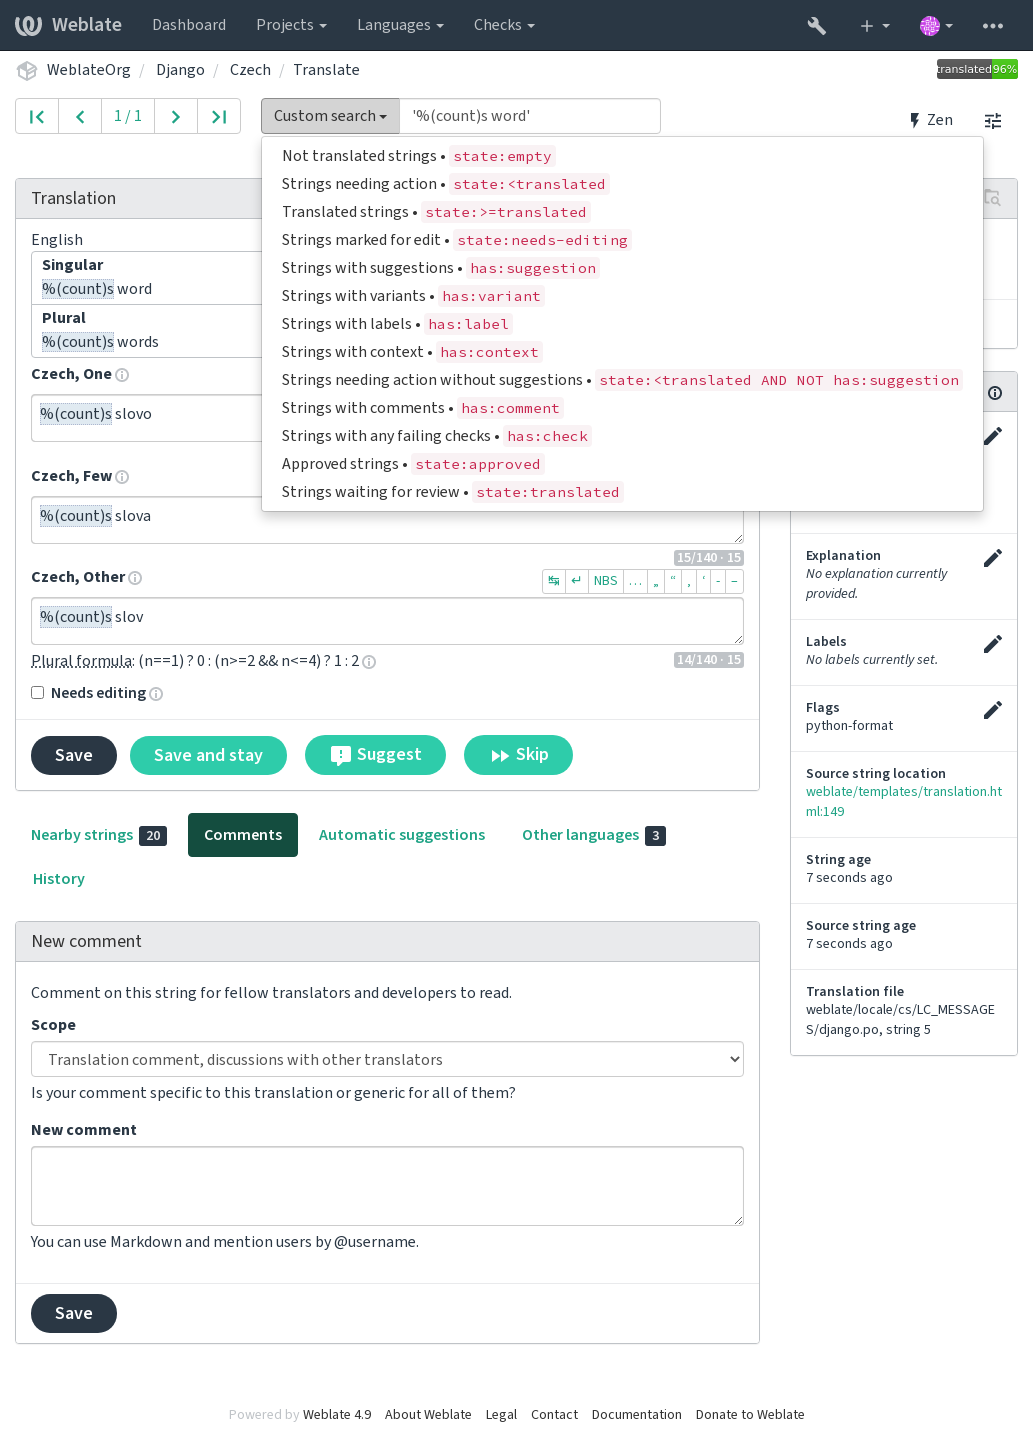 Weblate Dashboard Projects Languages Checks
WeblateOrg / Django / Czech / Translate
translated 96%
1 / 1
Custom search '%(count)s word'
Zen
Not translated strings • state:empty
Strings needing action • state:<translated
Translated strings • state:>=translated
Strings marked for edit • state:needs-editing
Strings with suggestions • has:suggestion
Strings with variants • has:variant
Strings with labels • has:label
Strings with context • has:context
Strings needing action without suggestions • state:<translated AND NOT has:suggestion
Strings with comments • has:comment
Strings with any failing checks • has:check
Approved strings • state:approved
Strings waiting for review • state:translated
Translation
English
Singular
%(count)s word
Plural
%(count)s words
Czech, One
%(count)s slovo
Czech, Few
%(count)s slova
15/140 · 15
Czech, Other
↹ ↵ NBS … „ “ ‚ ‘ - –
%(count)s slov
Plural formula: (n==1) ? 0 : (n>=2 && n<=4) ? 1 : 2
14/140 · 15
Needs editing
Save Save and stay Suggest Skip
Nearby strings 20 Comments Automatic suggestions Other languages 3
History
New comment
Comment on this string for fellow translators and developers to read.
Scope
Translation comment, discussions with other translators
Is your comment specific to this translation or generic for all of them?
New comment
You can use Markdown and mention users by @username.
Save
Explanation
No explanation currently
provided.
Labels
No labels currently set.
Flags
python-format
Source string location
weblate/templates/translation.ht
ml:149
String age
7 seconds ago
Source string age
7 seconds ago
Translation file
weblate/locale/cs/LC_MESSAGE
S/django.po, string 5
Powered by Weblate 4.9 About Weblate Legal Contact Documentation Donate to Weblate